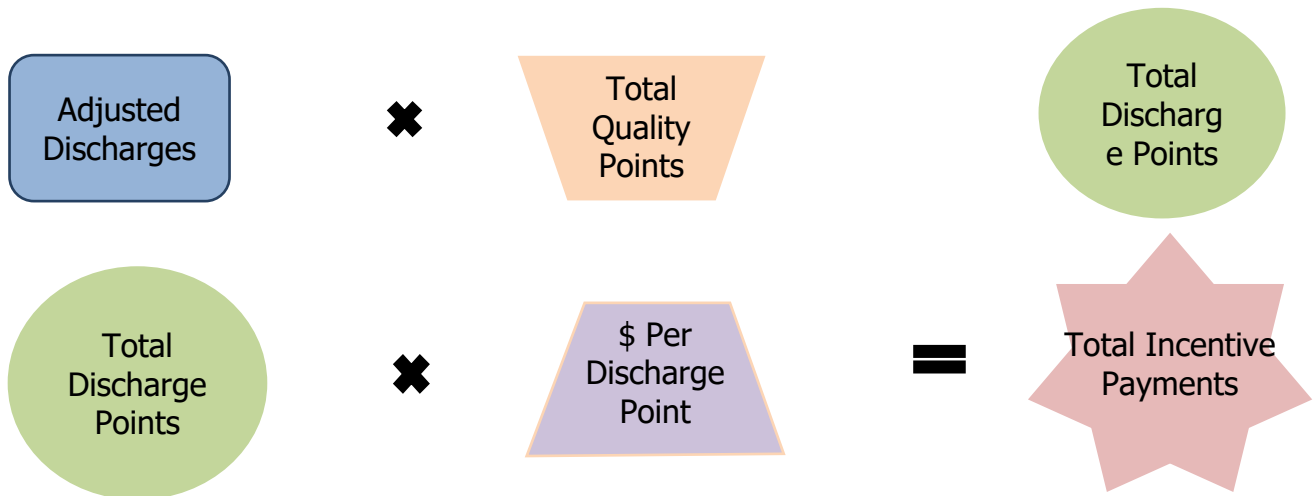 Adjusted
Discharges
✖
Total
Quality
Points
Total
Discharg
e Points
Total
Discharge
Points
✖
$ Per
Discharge
Point
=
Total Incentive
Payments